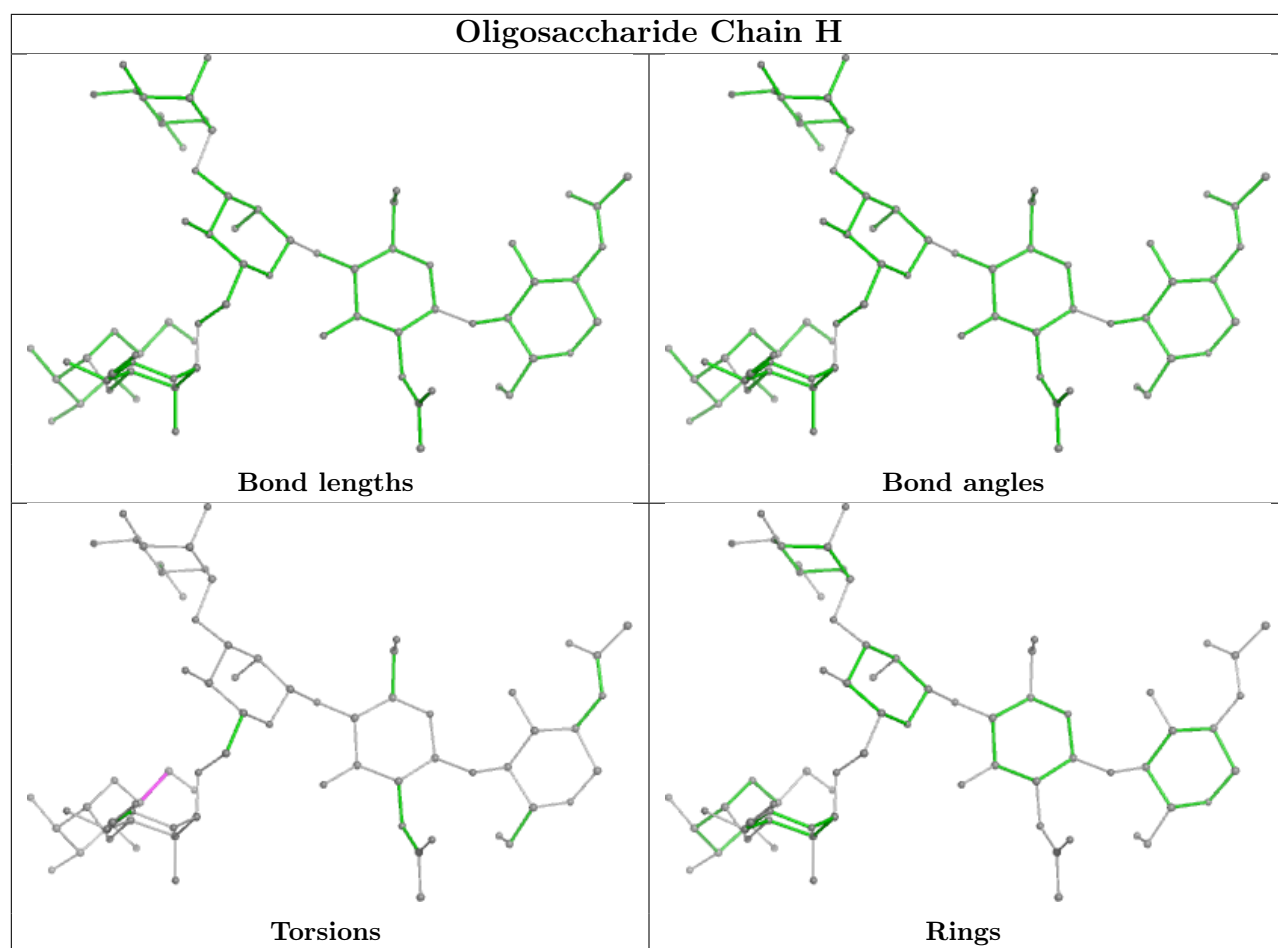 Oligosaccharide Chain H
Bond lengths
Bond angles
Torsions
Rings